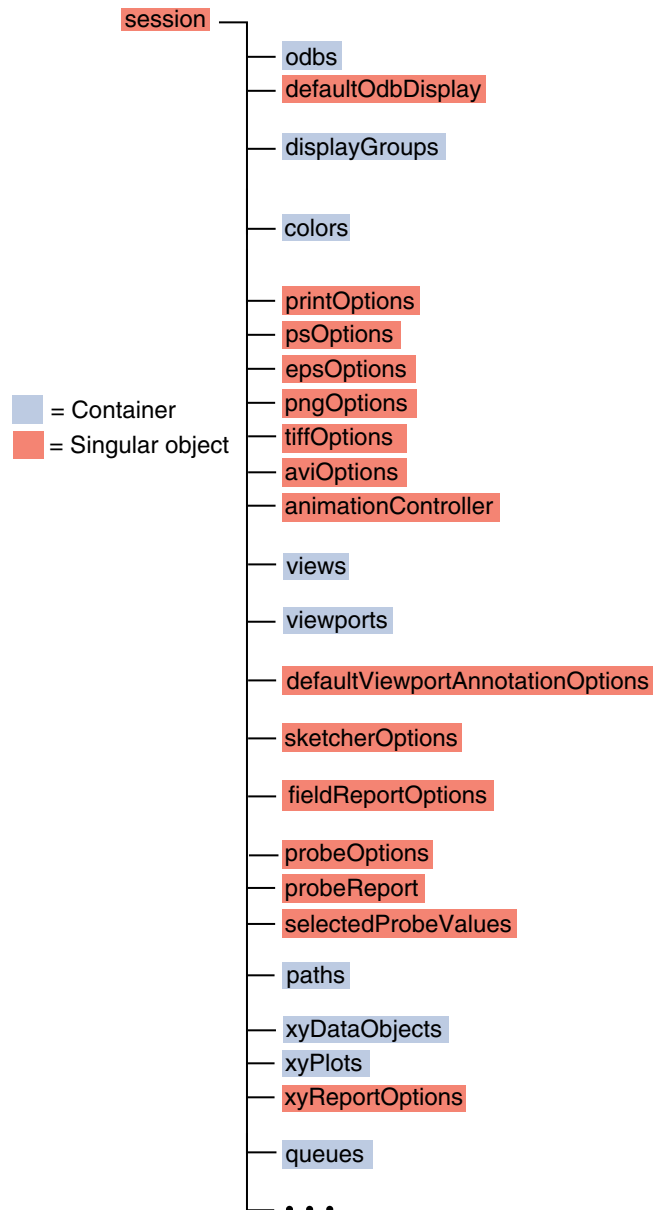 session
odbs
defaultOdbDisplay
displayGroups
colors
printOptions
psOptions
epsOptions
pngOptions
tiffOptions
aviOptions
animationController
= Container
= Singular object
views
viewports
defaultViewportAnnotationOptions
sketcherOptions
fieldReportOptions
probeOptions
probeReport
selectedProbeValues
paths
xyDataObjects
xyPlots
xyReportOptions
queues
• • •